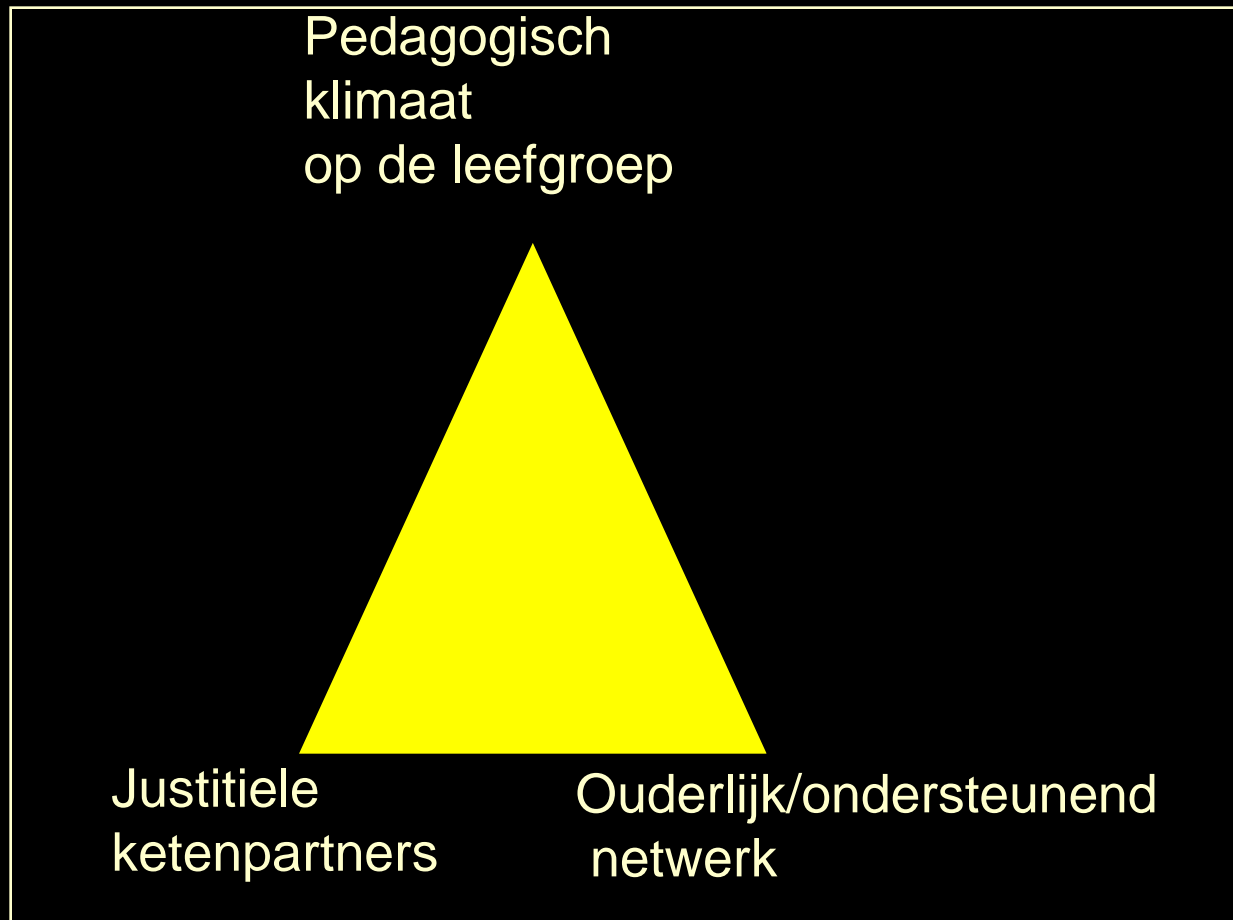 Pedagogisch
klimaat
op de leefgroep
Justitiele
ketenpartners
Ouderlijk/ondersteunend
netwerk